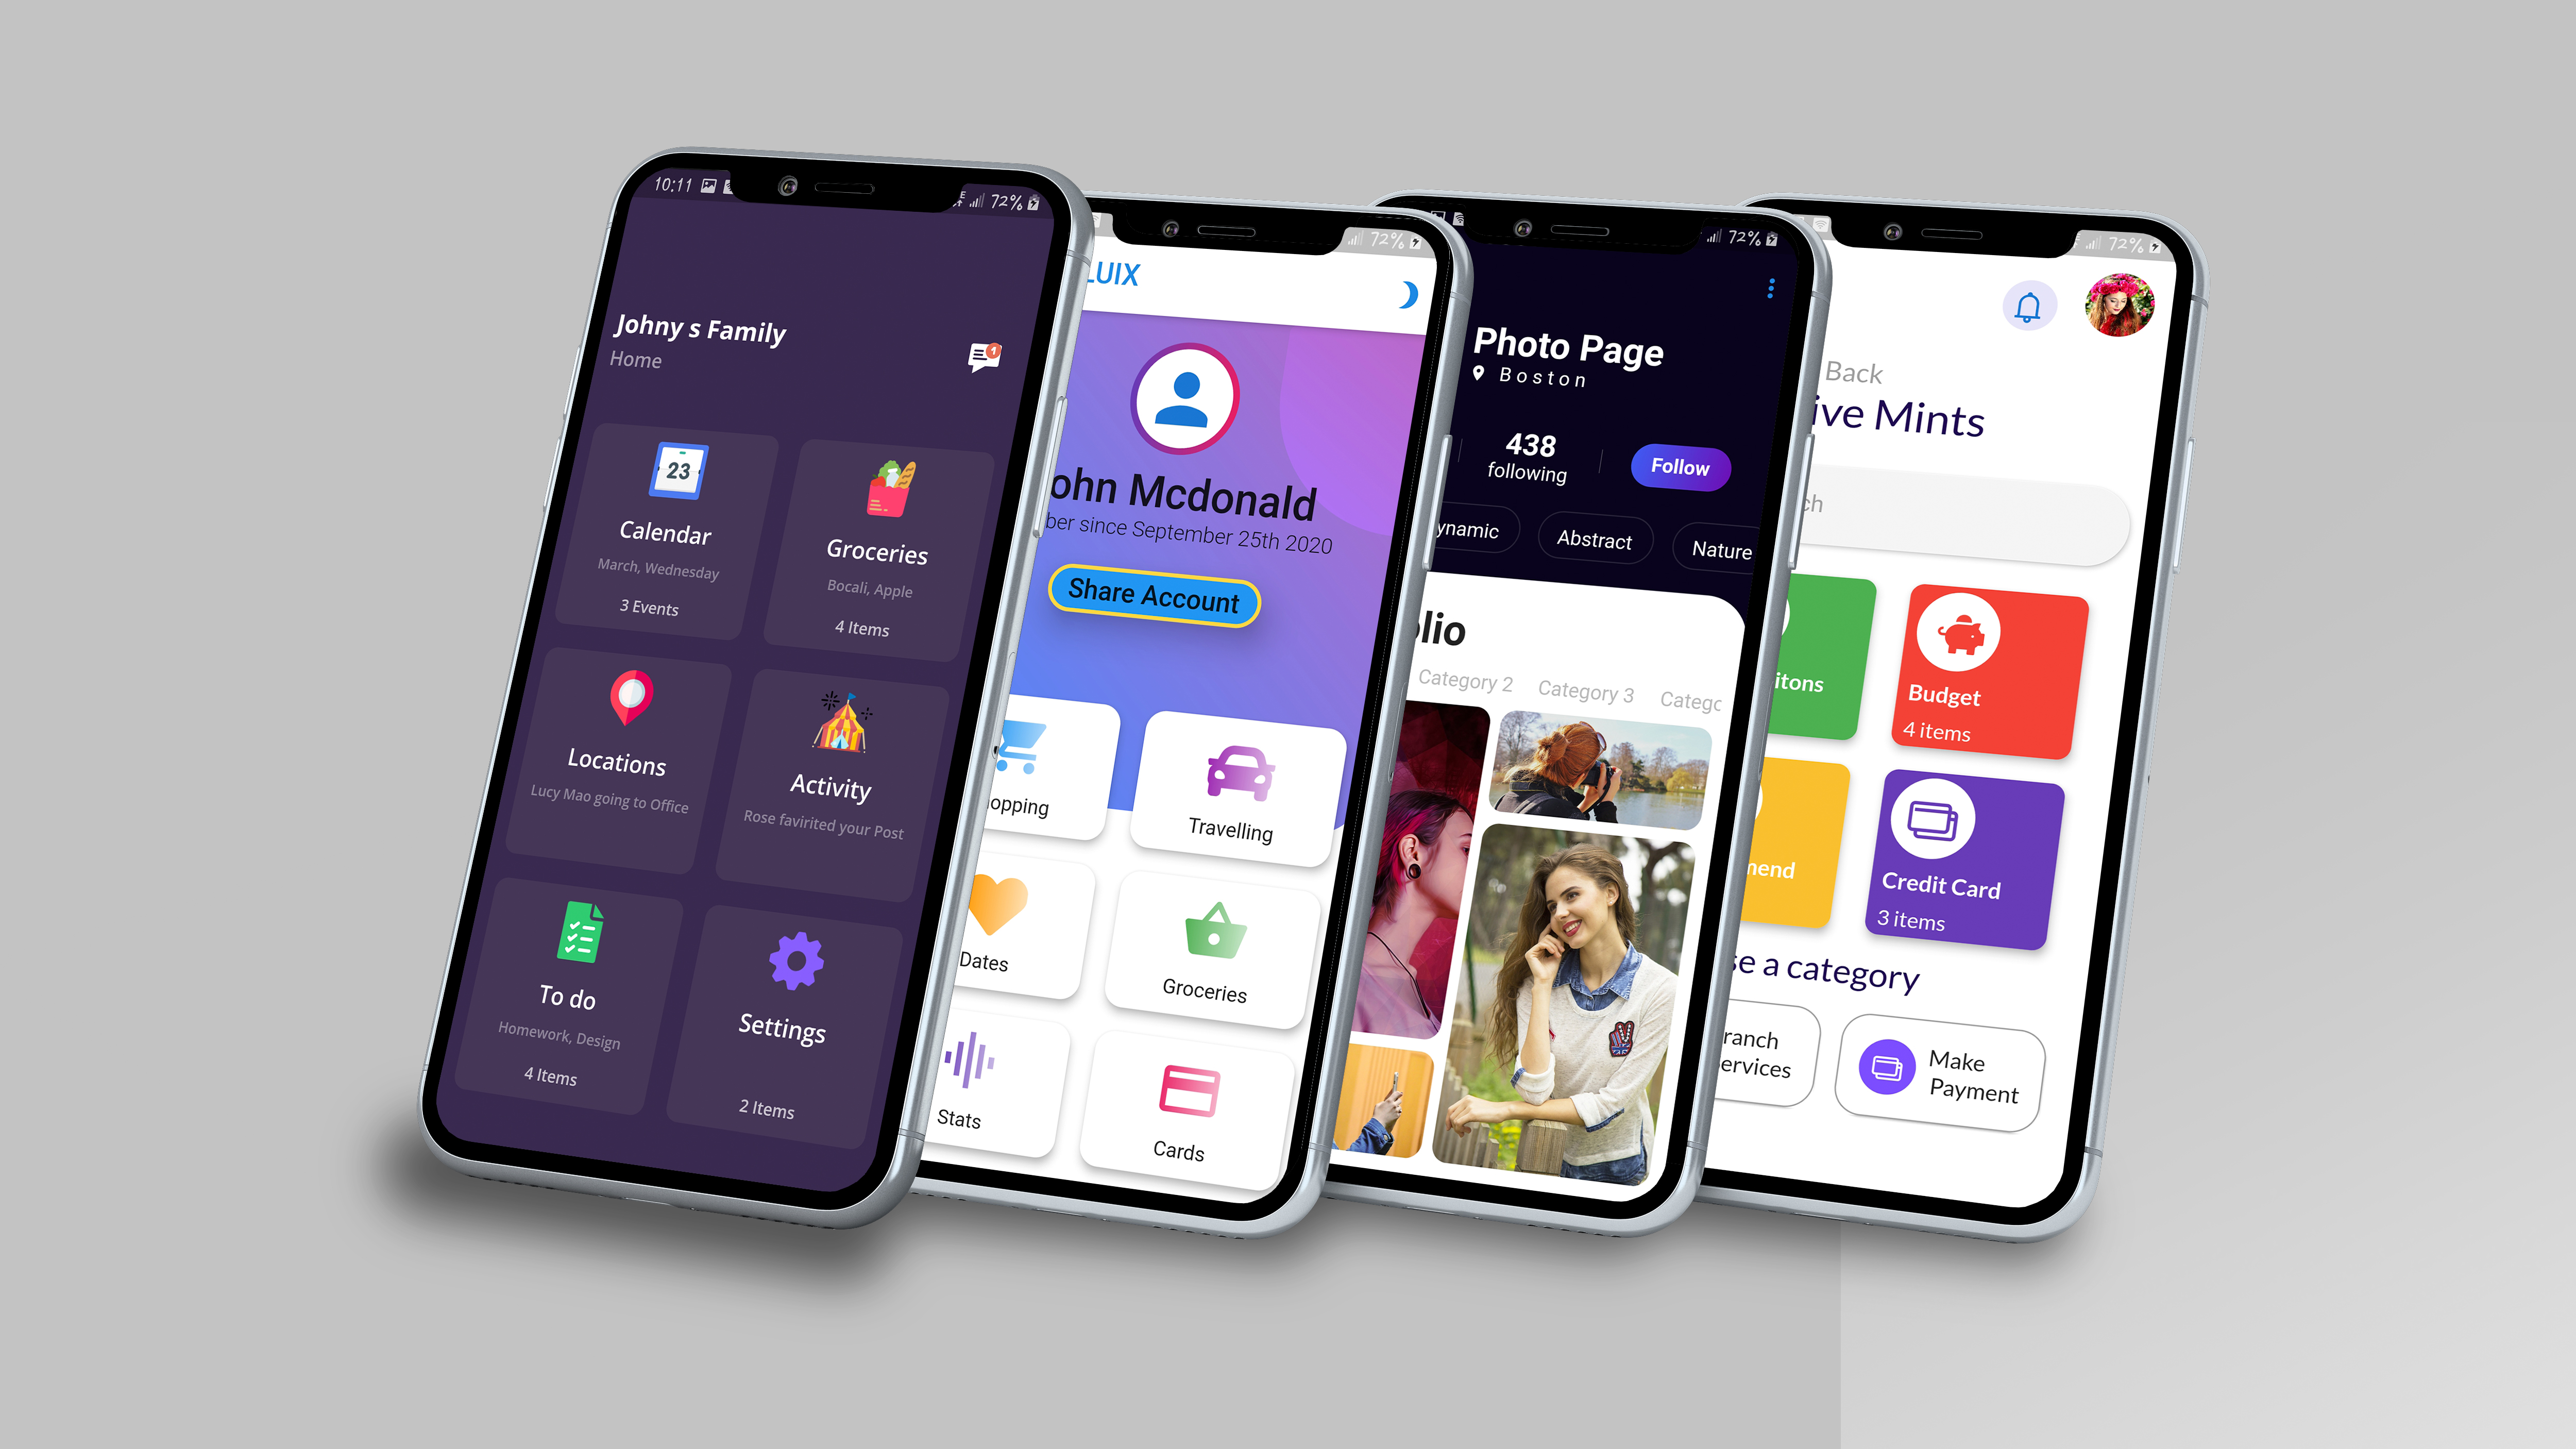 10:11
72%
Johny s Family
Home
1
23
Calendar
March, Wednesday
3 Events
Groceries
Bocali, Apple
4 Items
Locations
Lucy Mao going to Office
Activity
Rose favirited your Post
To do
Homework, Design
4 Items
Settings
2 Items
72%
LUIX
ohn Mcdonald
ber since September 25th 2020
Share Account
opping
Travelling
Dates
Groceries
Stats
Cards
72%
Photo Page
Boston
438
following
Follow
ynamic
Abstract
Nature
olio
Category 2
Category 3
Catego
72%
Back
ive Mints
ch
itons
Budget
4 items
mend
Credit Card
3 items
se a category
ranch
ervices
Make
Payment